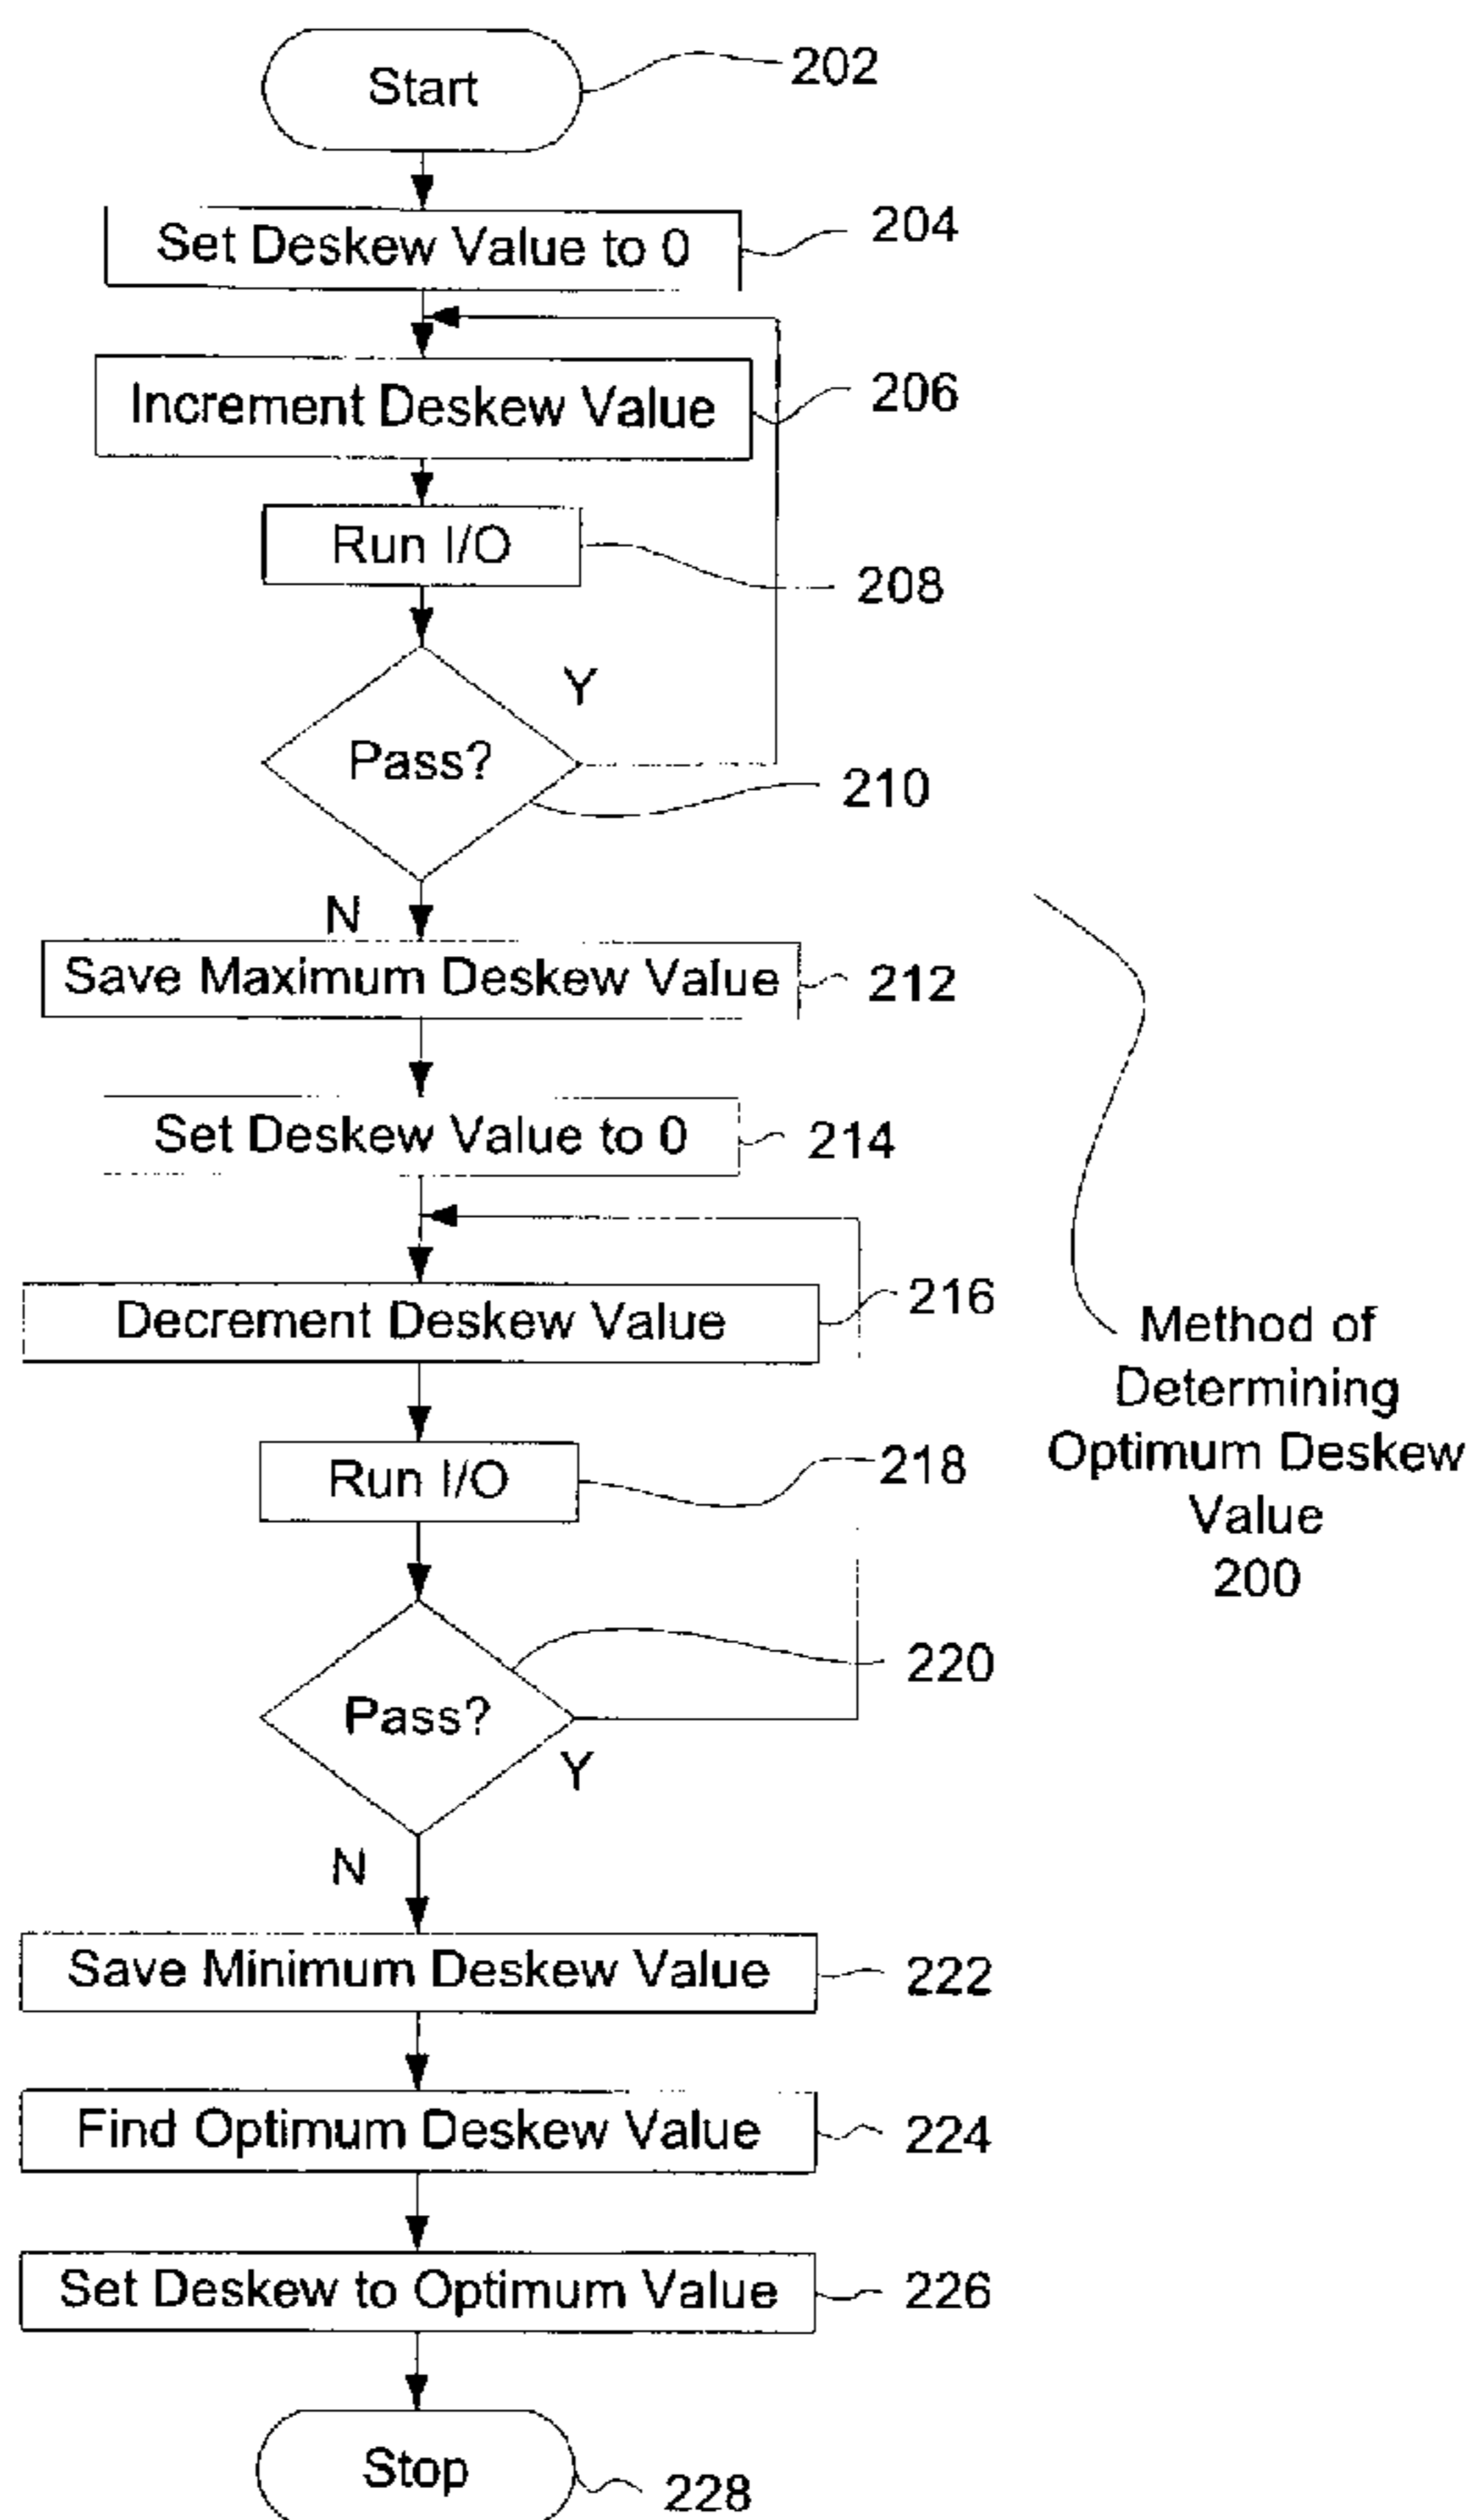 Start
202
Set Deskew Value to 0
204
Increment Deskew Value
206
Run I/O
208
Y
Pass?
210
N
Save Maximum Deskew Value
212
Set Deskew Value to 0
214
Decrement Deskew Value
216
Method of
Determining
Optimum Deskew
Value
200
Run I/O
218
220
Pass?
Y
N
Save Minimum Deskew Value
222
Find Optimum Deskew Value
224
Set Deskew to Optimum Value
226
Stop
228